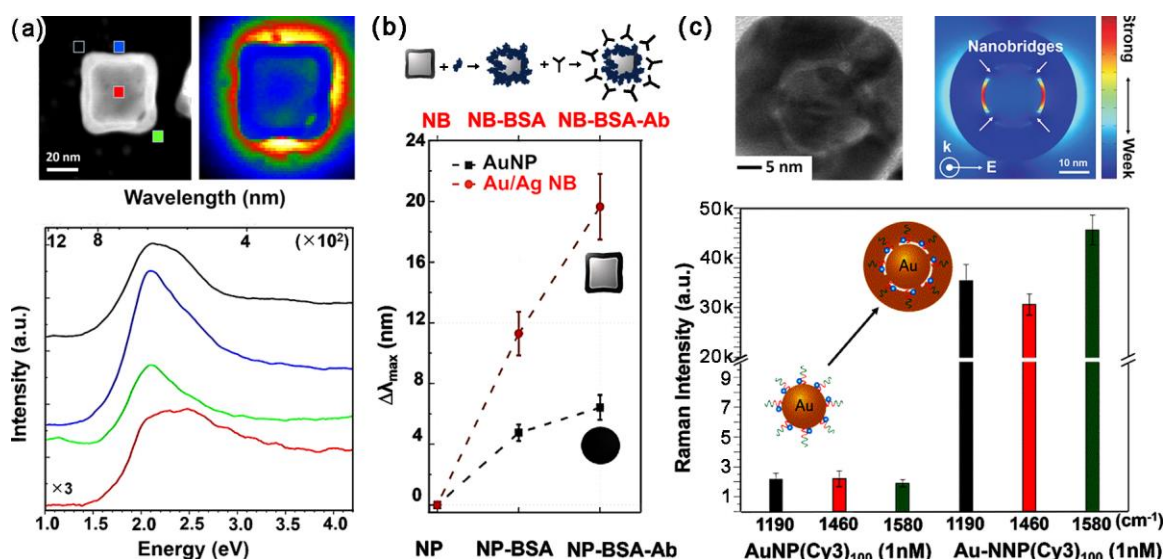 (a)
20 nm
Wavelength (nm)
12 8 4 (×10²)
Intensity (a.u.)
×3
1.0 1.5 2.0 2.5 3.0 3.5 4.0
Energy (eV)
(b)
+ + 
NB NB-BSA NB-BSA-Ab
24
20
16
12
8
4
0
Δλmax (nm)
AuNP
Au/Ag NB
NP NP-BSA NP-BSA-Ab
(c)
5 nm
Nanobridges
k
E
10 nm
Strong
Week
50k
40k
30k
20k
9
7
5
3
2
1
Raman Intensity (a.u.)
Au
Au
1190 1460 1580 1190 1460 1580 (cm⁻¹)
AuNP(Cy3)₁₀₀ (1nM) Au-NNP(Cy3)₁₀₀ (1nM)